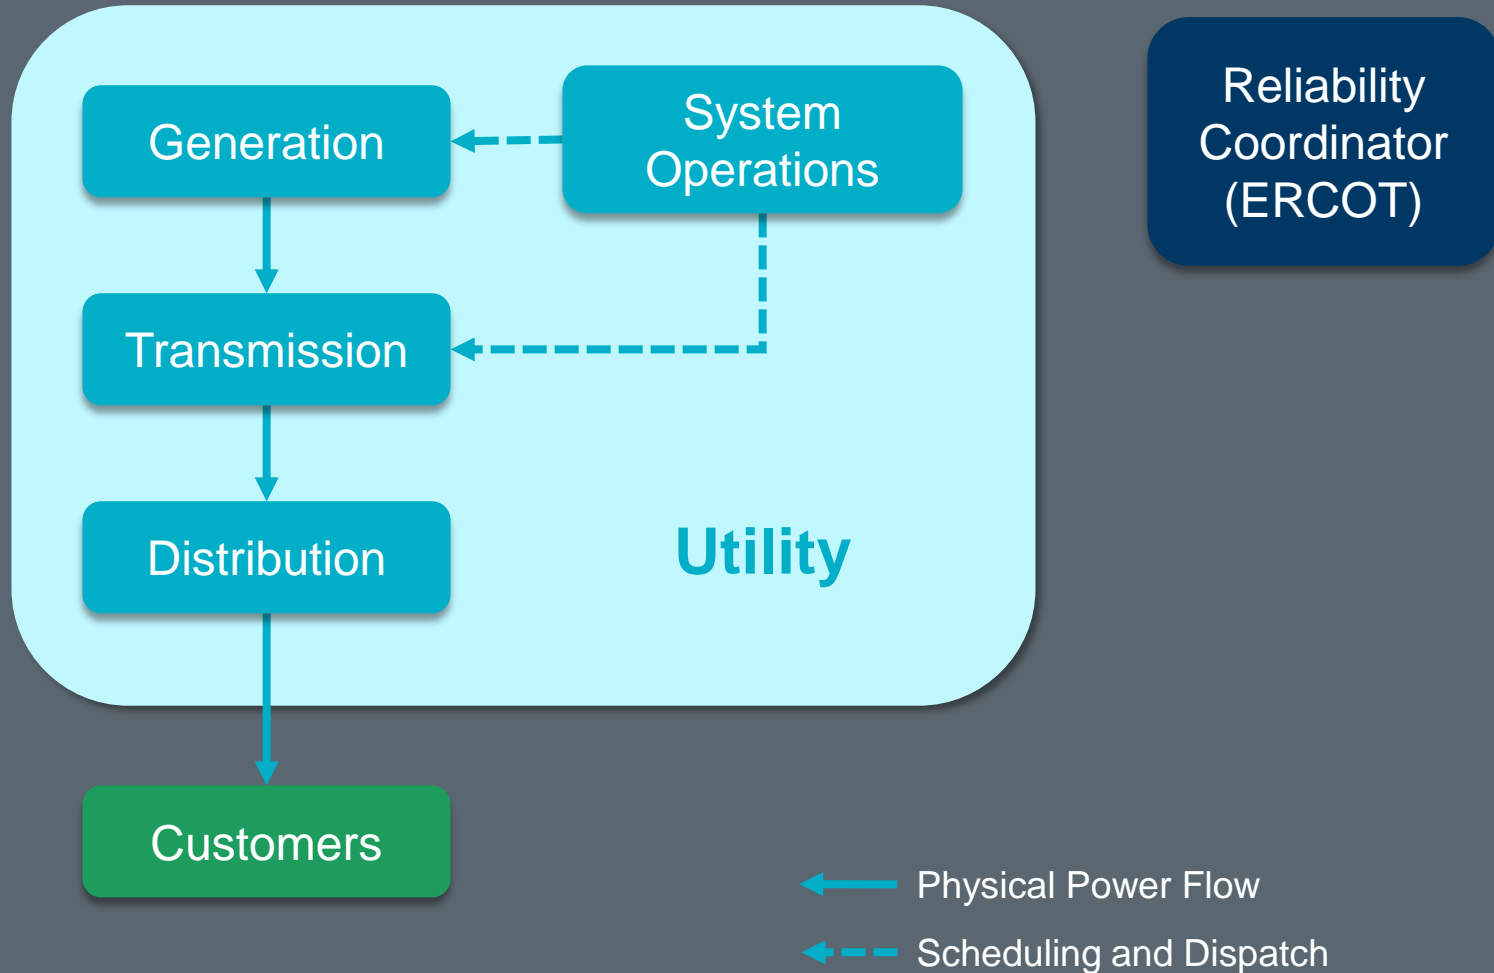 Generation
System
Operations
Reliability
Coordinator
(ERCOT)
Transmission
Distribution
Utility
Customers
Physical Power Flow
Scheduling and Dispatch